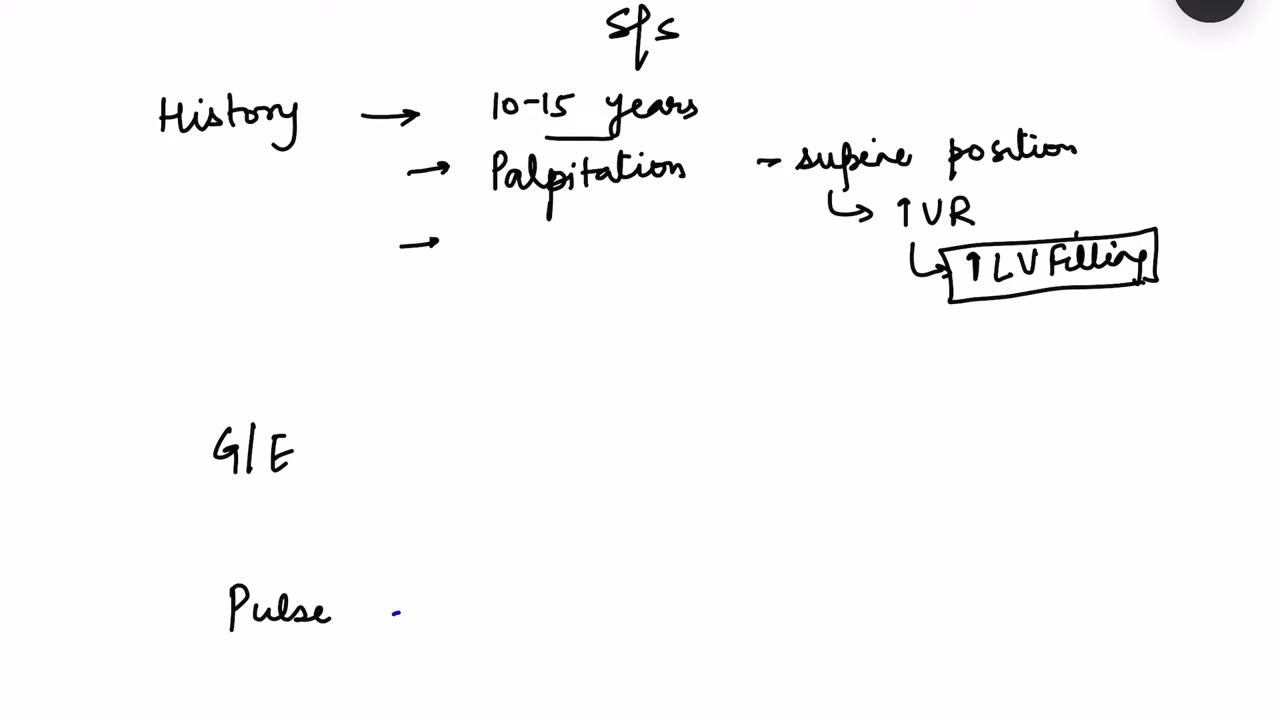 S/s
History → 10-15 years
→ Palpitation - supine position
↳ ↑ VR
→
↳ ↑ LV Filling
G/E
Pulse -